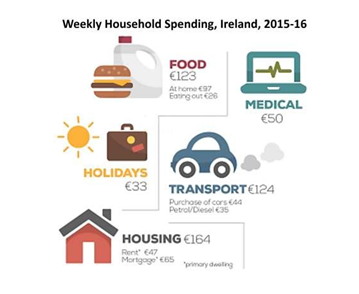 Weekly Household Spending, Ireland, 2015-16
FOOD
€123
At home €97
Eating out €26
MEDICAL
€50
HOLIDAYS
€33
TRANSPORT €124
Purchase of cars €44
Petrol/Diesel €35
HOUSING €164
Rent* €47
Mortgage* €65
*primary dwelling